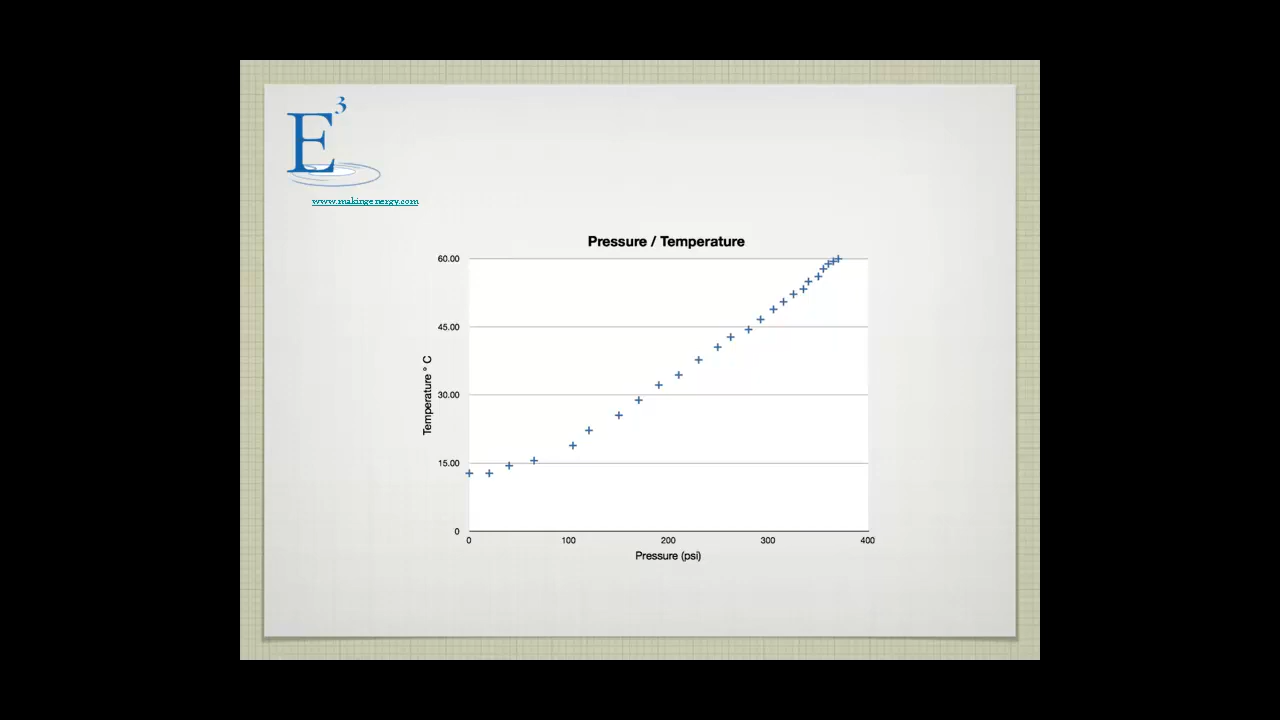 E3
www.makingenergy.com
Pressure / Temperature
60.00
45.00
30.00
15.00
0
Temperature ° C
0 100 200 300 400
Pressure (psi)